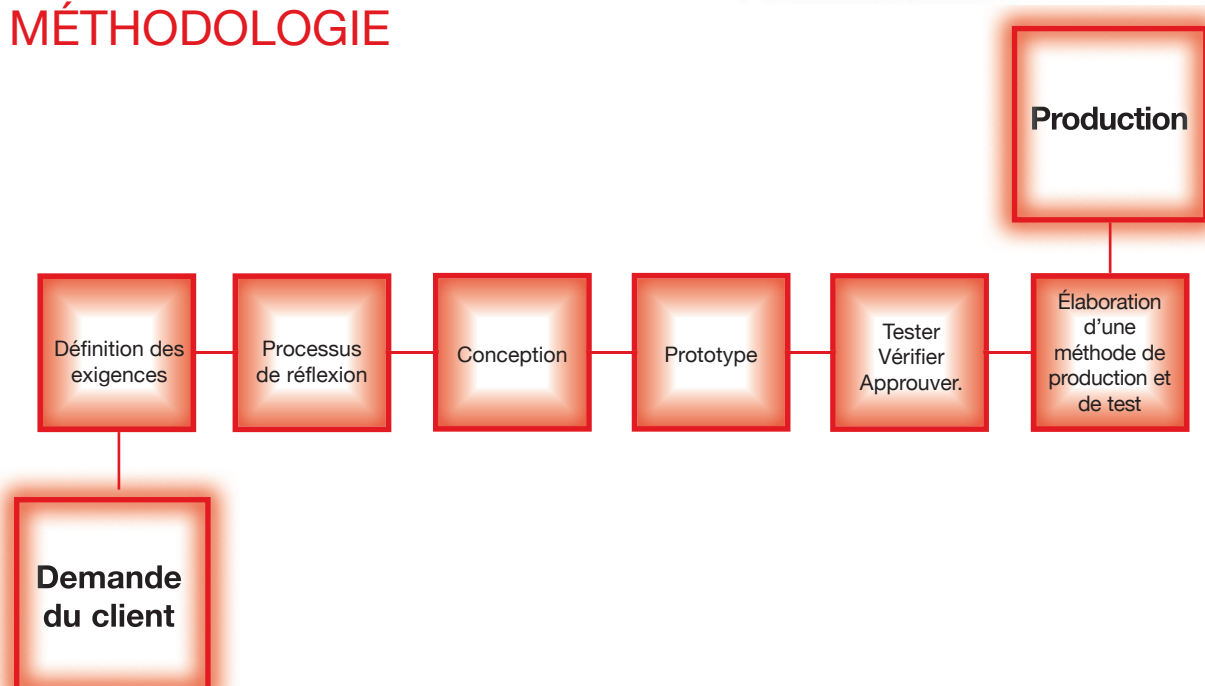 MÉTHODOLOGIE
Production
Définition des
exigences
Processus
de réflexion
Conception
Prototype
Tester
Vérifier
Approuver.
Élaboration
d’une
méthode de
production et
de test
Demande
du client